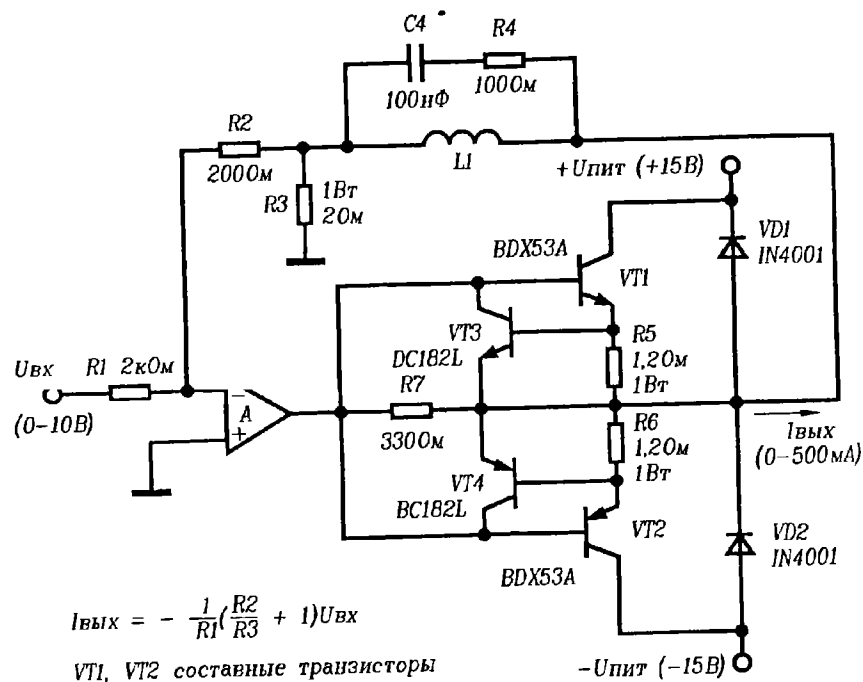 C4
R4
100нФ
100Ом
R2
200Ом
L1
+Uпит (+15В)
R3
1Вт
2Ом
BDX53A
VT1
VD1
IN4001
VT3
DC182L
R5
1,2Ом
1Вт
Uвх
R1 2кОм
(0-10В)
−
A
+
R7
330Ом
R6
1,2Ом
1Вт
Iвых
(0-500мА)
VT4
BC182L
VT2
BDX53A
VD2
IN4001
Iвых = - 1/R1(R2/R3 + 1)Uвх
VT1, VT2 составные транзисторы
-Uпит (-15В)